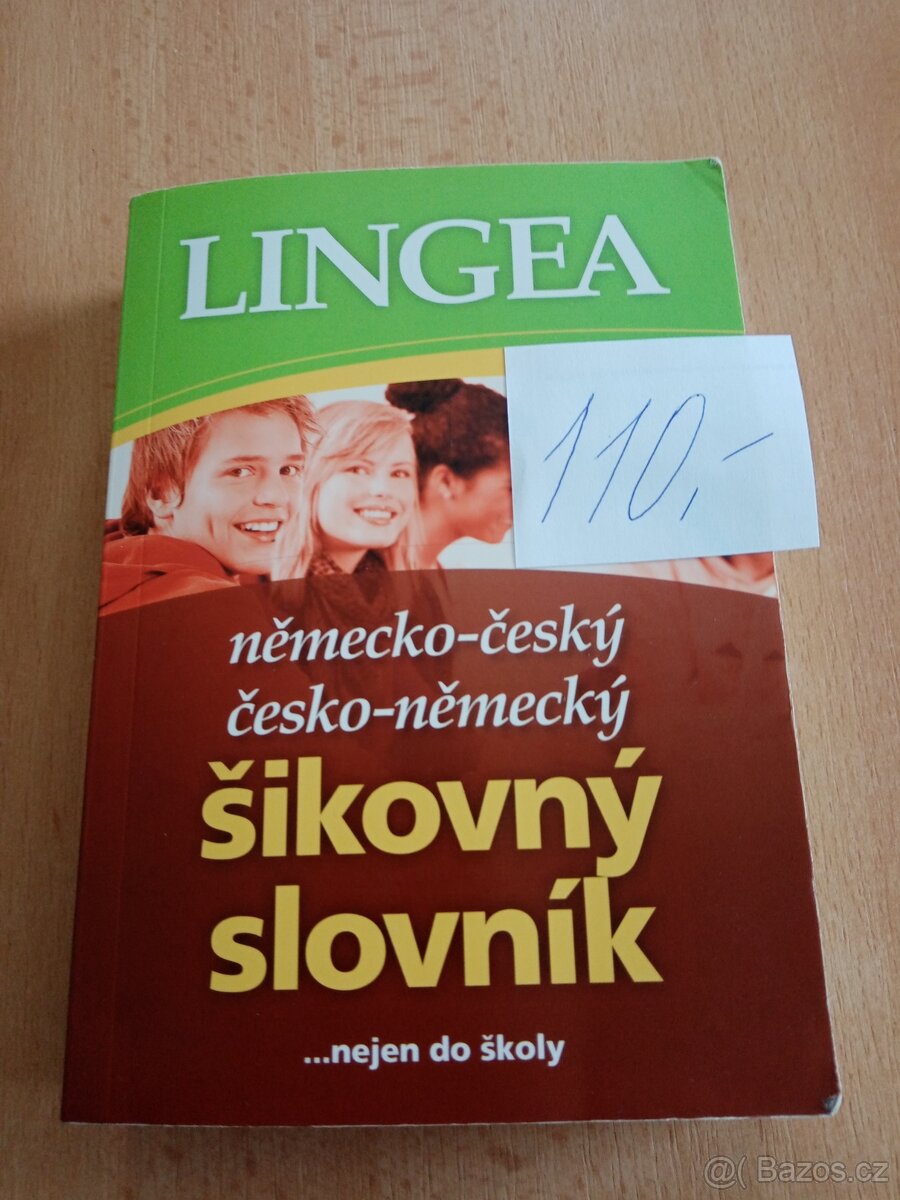 LINGEA
110,-
německo-český
česko-německý
šikovný
slovník
...nejen do školy
@( Bazos.cz